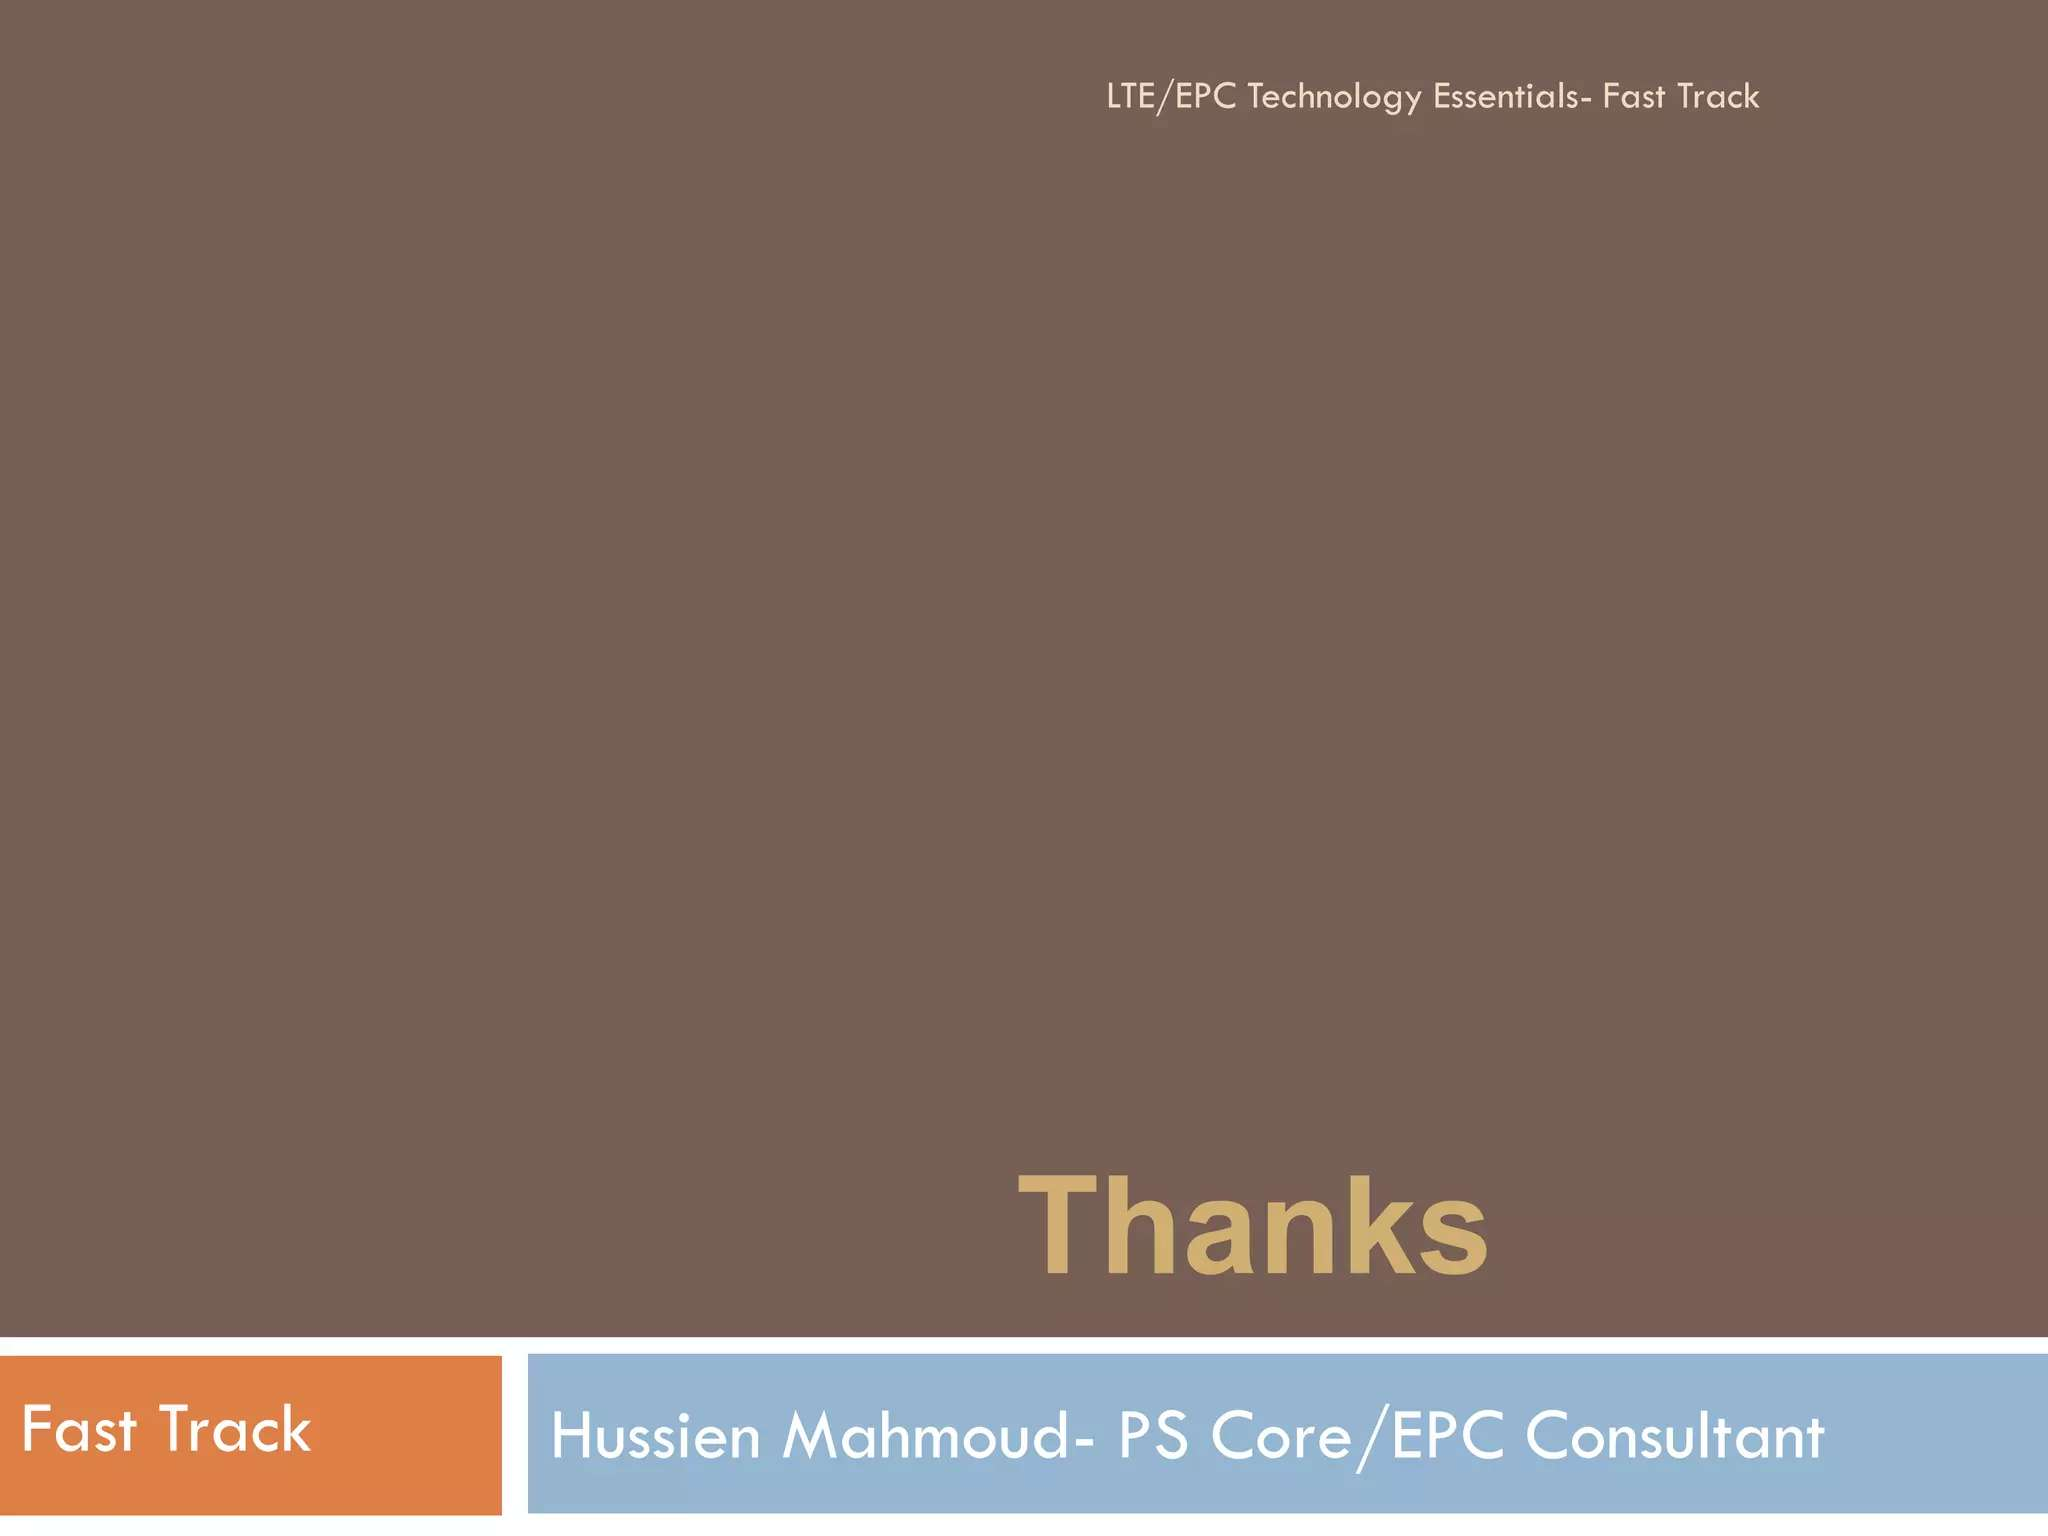 LTE/EPC Technology Essentials- Fast Track
Thanks
Fast Track
Hussien Mahmoud- PS Core/EPC Consultant